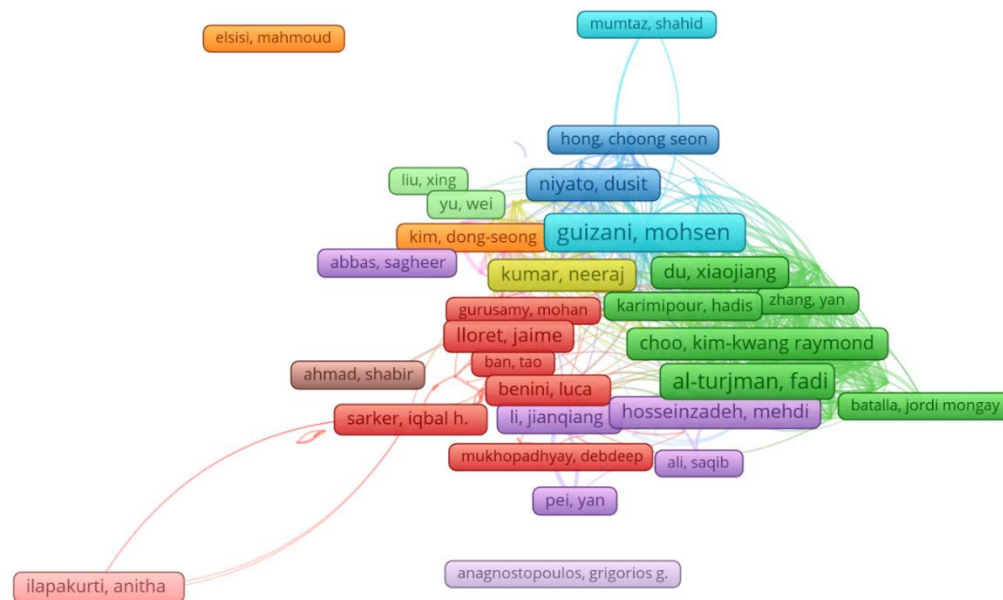 mumtaz, shahid
elsisi, mahmoud
hong, choong seon
liu, xing
niyato, dusit
yu, wei
guizani, mohsen
kim, dong-seong
abbas, sagheer
kumar, neeraj
du, xiaojiang
zhang, yan
karimipour, hadis
gurusamy, mohan
lloret, jaime
choo, kim-kwang raymond
ban, tao
ahmad, shabir
al-turjman, fadi
benini, luca
batalla, jordi mongay
hosseinzadeh, mehdi
li, jianqiang
sarker, iqbal h.
mukhopadhyay, debdeep
ali, saqib
pei, yan
anagnostopoulos, grigorios g.
ilapakurti, anitha